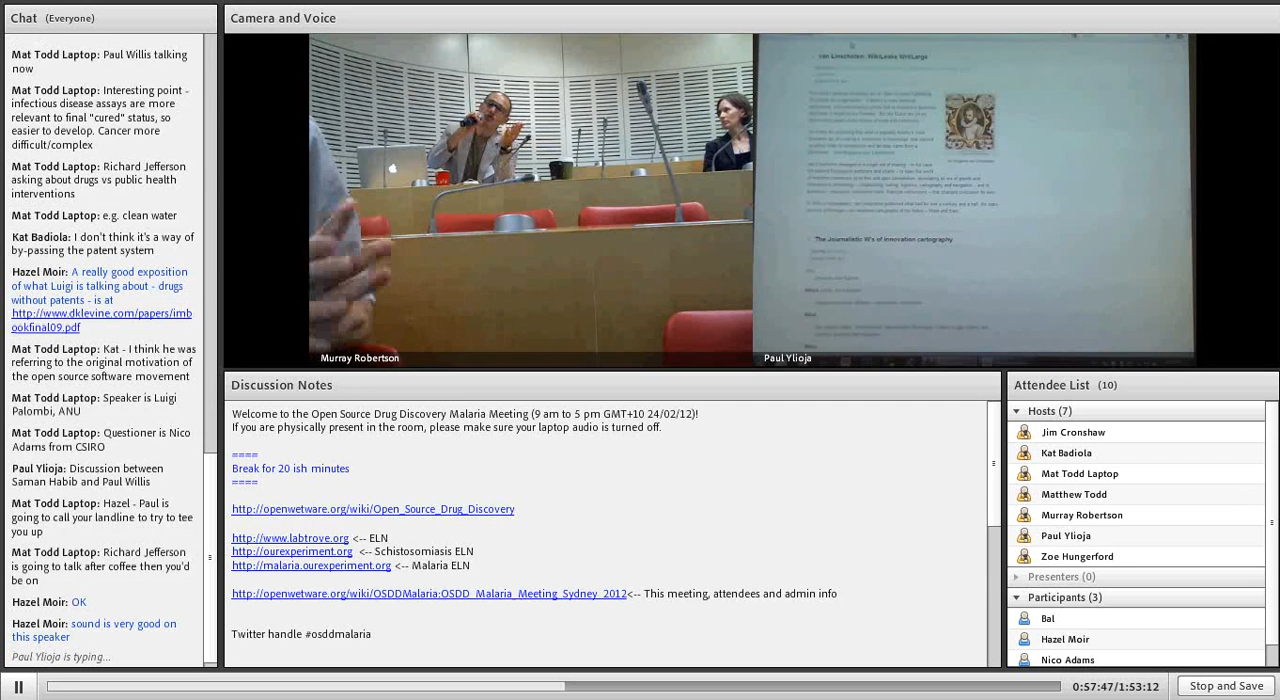 Chat (Everyone)
Mat Todd Laptop: Paul Willis talking
now
Mat Todd Laptop: Interesting point -
infectious disease assays are more
relevant to final "cured" status, so
easier to develop. Cancer more
difficult/complex
Mat Todd Laptop: Richard Jefferson
asking about drugs vs public health
interventions
Mat Todd Laptop: e.g. clean water
Kat Badiola: I don't think it's a way of
by-passing the patent system
Hazel Moir: A really good exposition
of what Luigi is talking about - drugs
without patents - is at
http://www.dklevine.com/papers/imb
ookfinal09.pdf
Mat Todd Laptop: Kat - I think he was
referring to the original motivation of
the open source software movement
Mat Todd Laptop: Speaker is Luigi
Palombi, ANU
Mat Todd Laptop: Questioner is Nico
Adams from CSIRO
Paul Ylioja: Discussion between
Saman Habib and Paul Willis
Mat Todd Laptop: Hazel - Paul is
going to call your landline to try to tee
you up
Mat Todd Laptop: Richard Jefferson
is going to talk after coffee then you'd
be on
Hazel Moir: OK
Hazel Moir: sound is very good on
this speaker
Paul Ylioja is typing...
Camera and Voice
The Journalistic W's of innovation cartography
Murray Robertson
Paul Ylioja
Discussion Notes
Welcome to the Open Source Drug Discovery Malaria Meeting (9 am to 5 pm GMT+10 24/02/12)!
If you are physically present in the room, please make sure your laptop audio is turned off.
====
Break for 20 ish minutes
====
http://openwetware.org/wiki/Open_Source_Drug_Discovery
http://www.labtrove.org <-- ELN
http://ourexperiment.org <-- Schistosomiasis ELN
http://malaria.ourexperiment.org <-- Malaria ELN
http://openwetware.org/wiki/OSDDMalaria:OSDD_Malaria_Meeting_Sydney_2012<-- This meeting, attendees and admin info
Twitter handle #osddmalaria
Attendee List (10)
Hosts (7)
Jim Cronshaw
Kat Badiola
Mat Todd Laptop
Matthew Todd
Murray Robertson
Paul Ylioja
Zoe Hungerford
Presenters (0)
Participants (3)
Bal
Hazel Moir
Nico Adams
0:57:47/1:53:12
Stop and Save